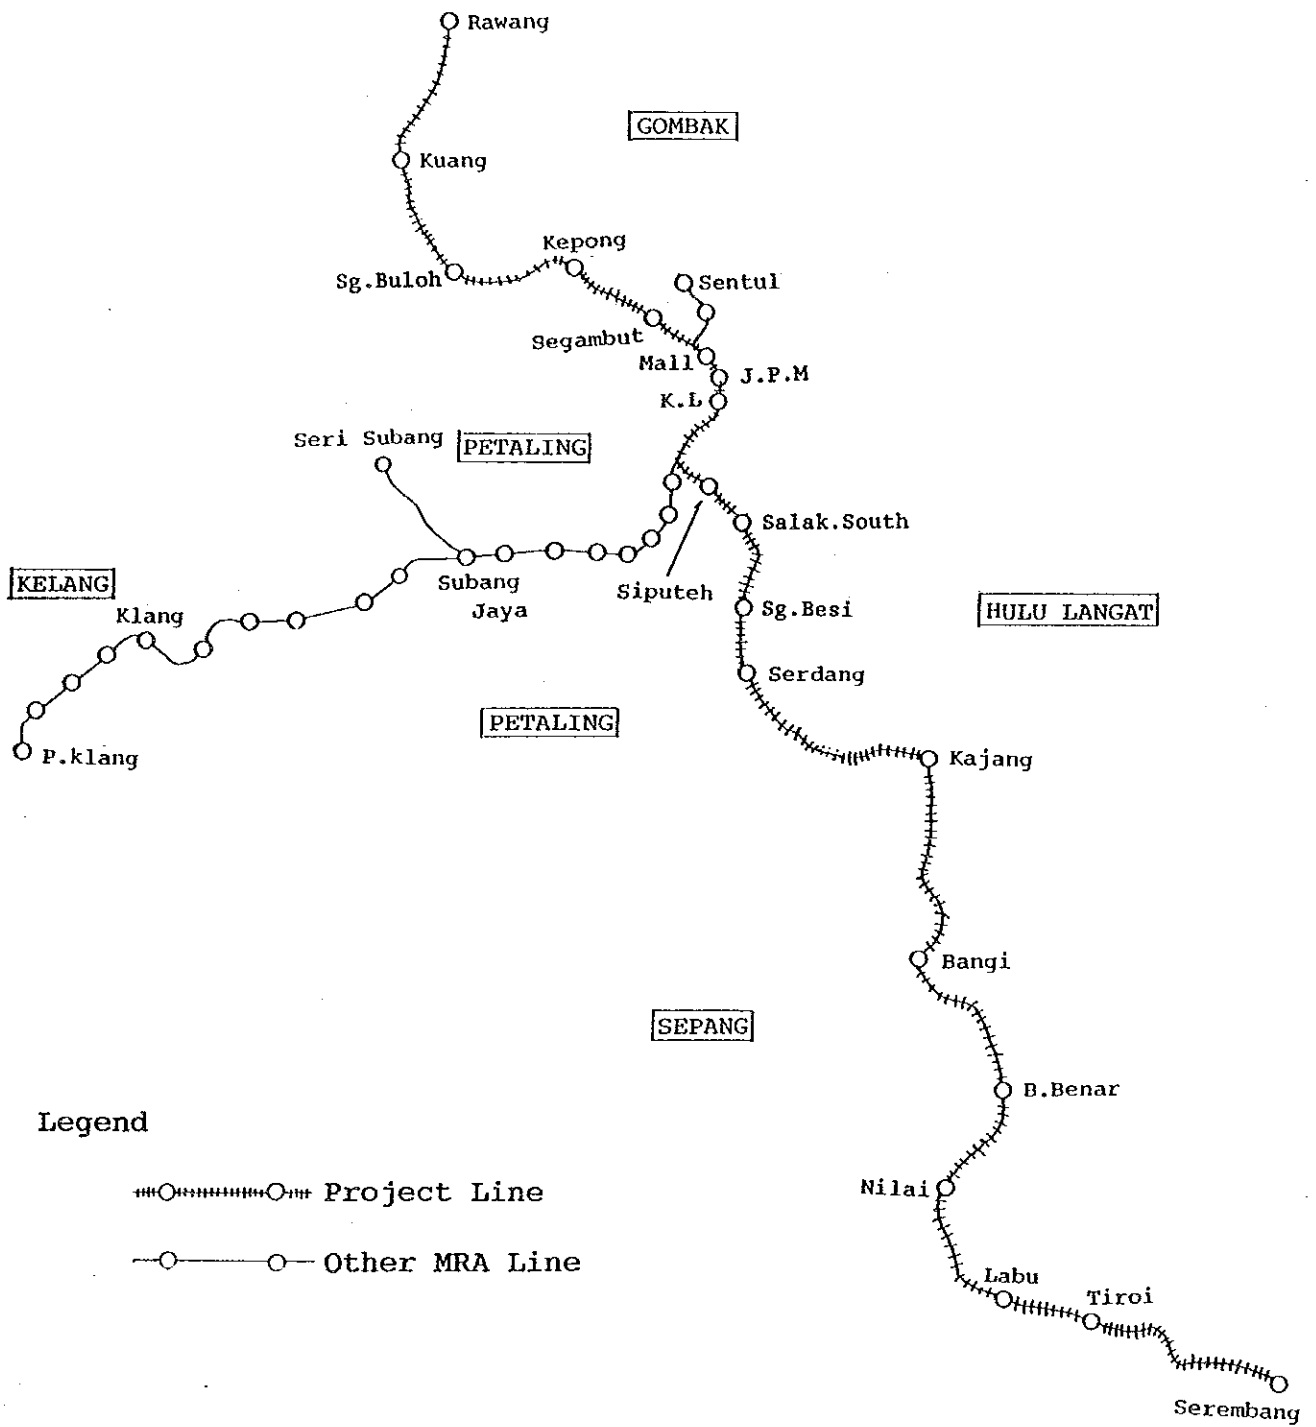 Rawang
GOMBAK
Kuang
Kepong
Sg.Buloh
Sentul
Segambut
Mall
J.P.M
K.L
Seri Subang
PETALING
Salak.South
KELANG
Subang
Jaya
Siputeh
Klang
Sg.Besi
HULU LANGAT
Serdang
PETALING
P.klang
Kajang
Bangi
SEPANG
B.Benar
Legend
Nilai
Project Line
Other MRA Line
Labu
Tiroi
Serembang